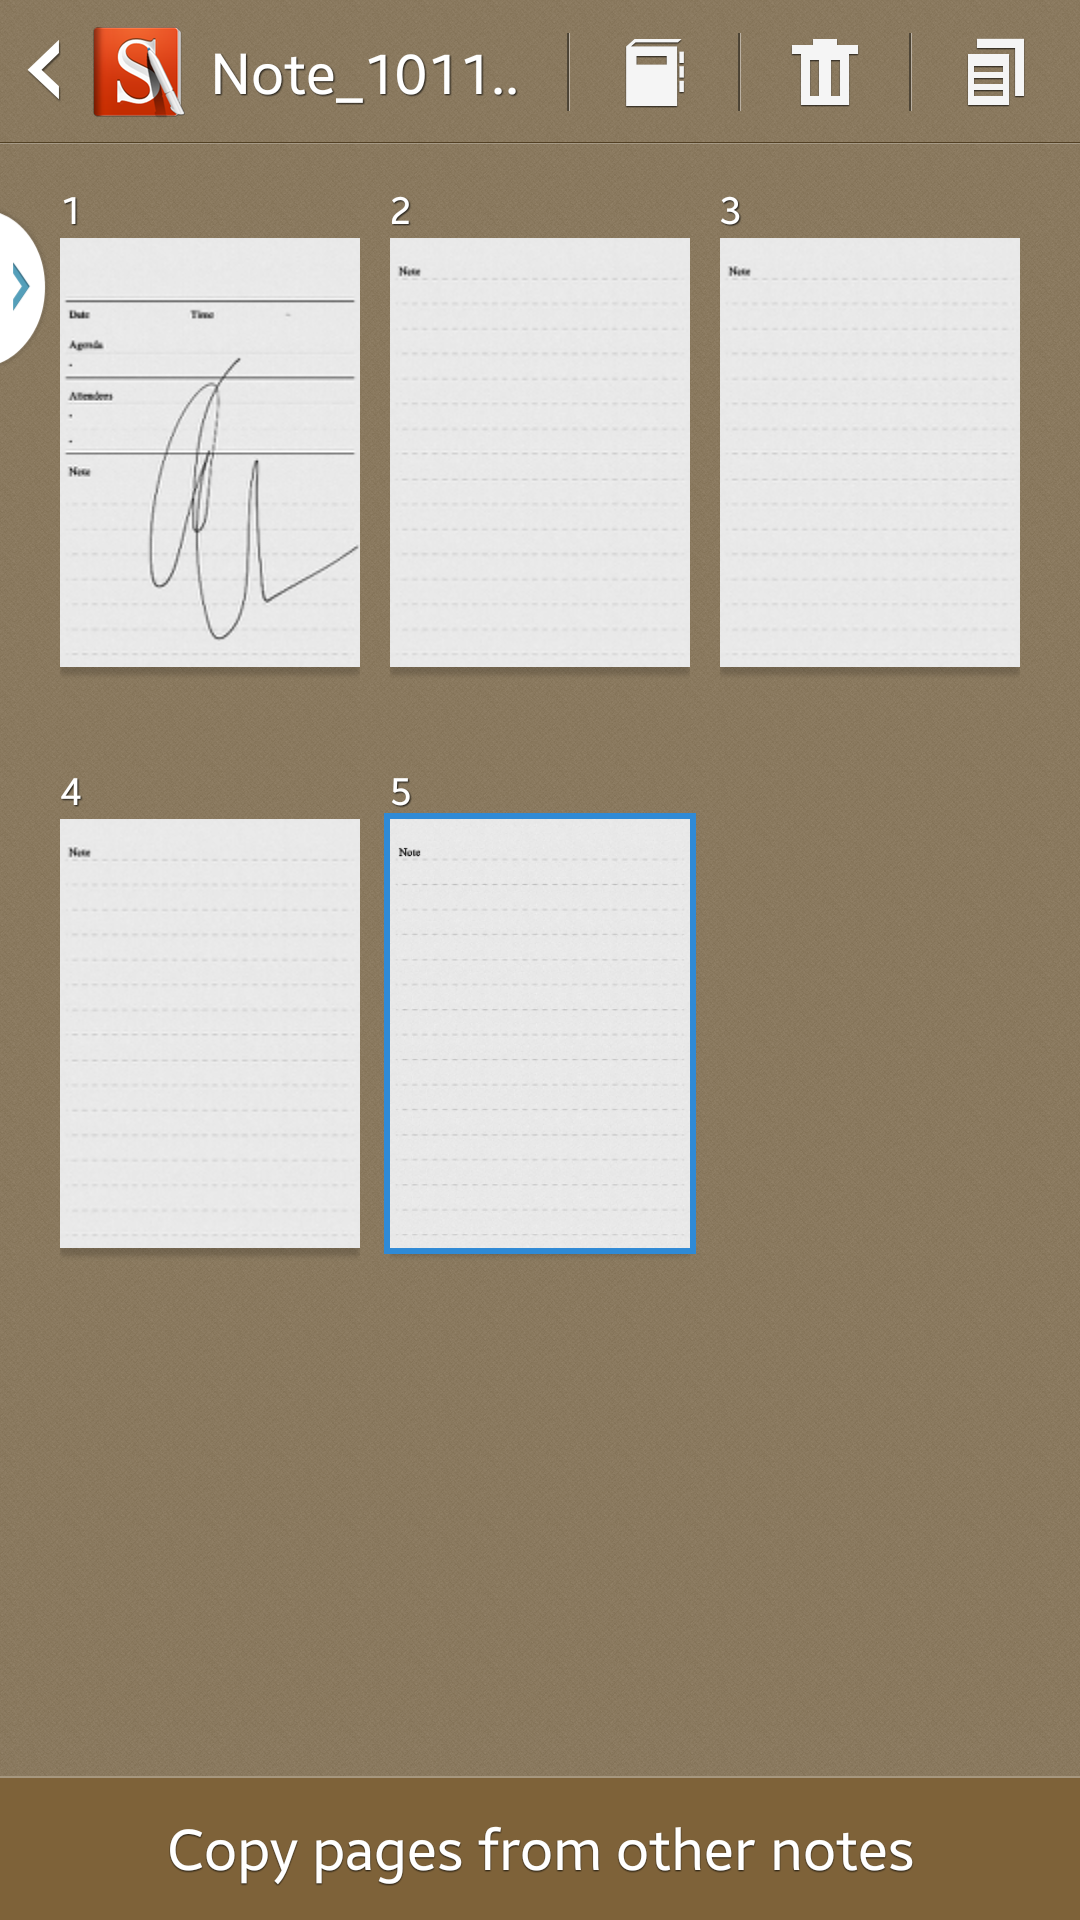 Note_1011..
1
2
3
Date Time -
Agenda
Attendees
Note
Note
Note
4
5
Note
Note
Copy pages from other notes